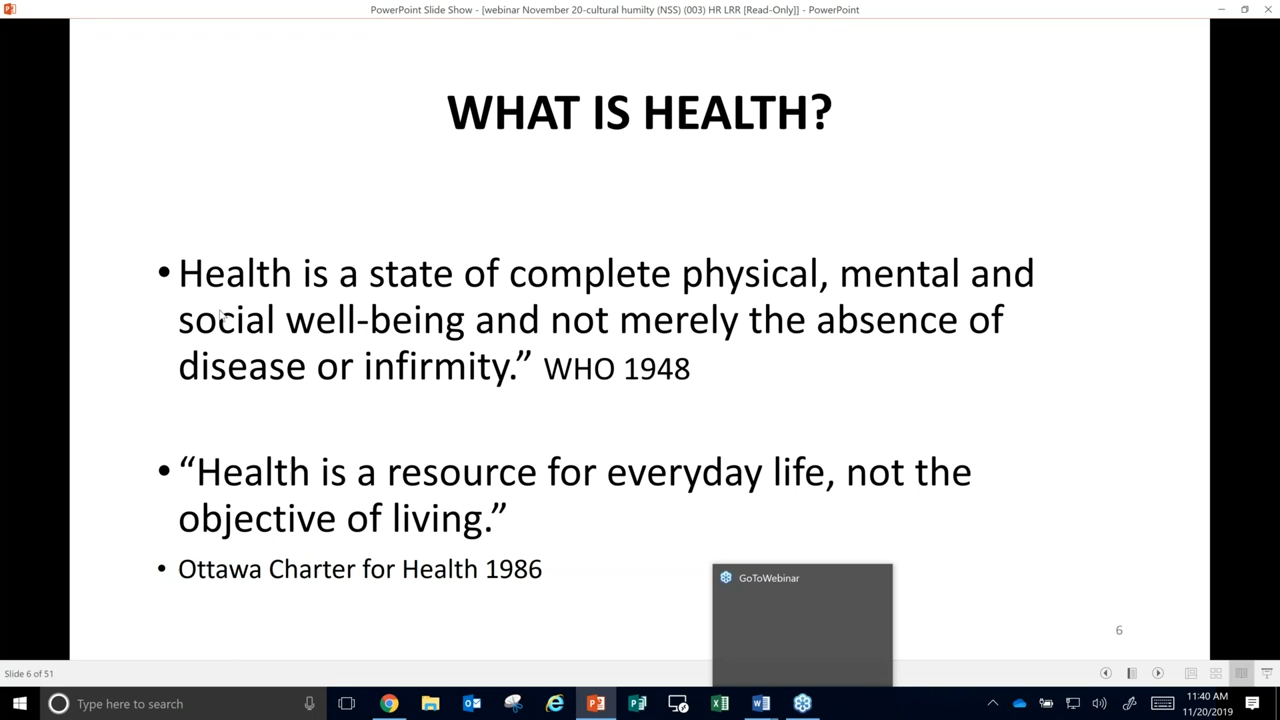 PowerPoint Slide Show - [webinar November 20-cultural humilty (NSS) (003) HR LRR [Read-Only]] - PowerPoint
WHAT IS HEALTH?
• Health is a state of complete physical, mental and
social well-being and not merely the absence of
disease or infirmity.” WHO 1948
• “Health is a resource for everyday life, not the
objective of living.”
• Ottawa Charter for Health 1986
GoToWebinar
6
Slide 6 of 51
Type here to search
11:40 AM
11/20/2019